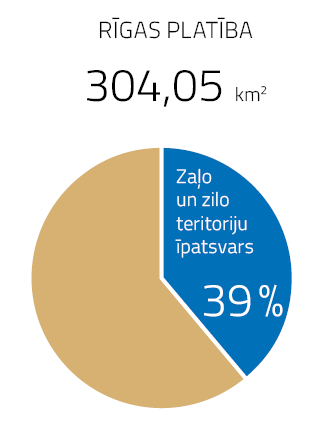 RĪGAS PLATĪBA
304,05 km²
Zaļo
un zilo
teritoriju
īpatsvars
39%